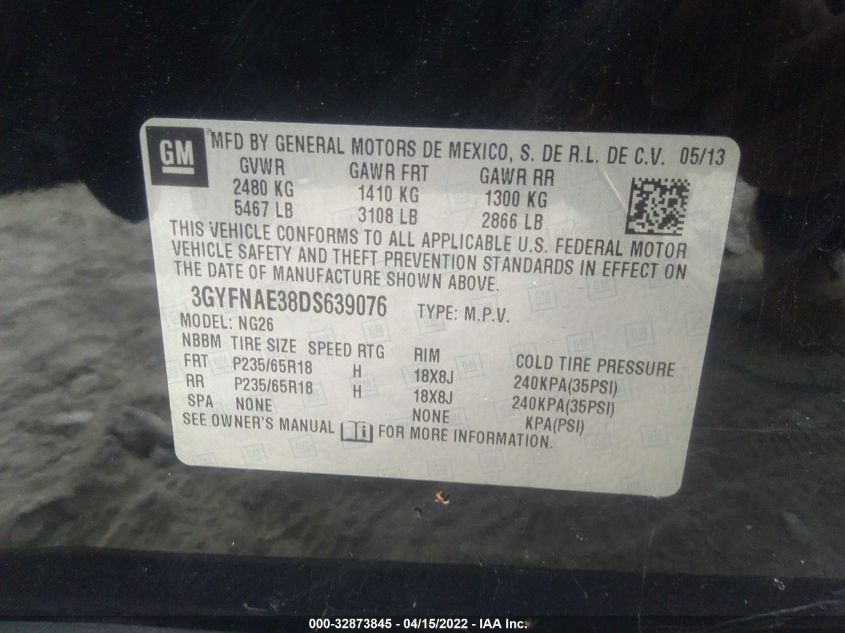 GM MFD BY GENERAL MOTORS DE MEXICO, S. DE R.L. DE C.V. 05/13
GVWR GAWR FRT GAWR RR
2480 KG 1410 KG 1300 KG
5467 LB 3108 LB 2866 LB
THIS VEHICLE CONFORMS TO ALL APPLICABLE U.S. FEDERAL MOTOR
VEHICLE SAFETY AND THEFT PREVENTION STANDARDS IN EFFECT ON
THE DATE OF MANUFACTURE SHOWN ABOVE.
3GYFNAE38DS639076 TYPE: M.P.V.
MODEL: NG26
NBBM TIRE SIZE SPEED RTG RIM COLD TIRE PRESSURE
FRT P235/65R18 H 18X8J 240KPA(35PSI)
RR P235/65R18 H 18X8J 240KPA(35PSI)
SPA NONE NONE KPA(PSI)
SEE OWNER'S MANUAL FOR MORE INFORMATION.
000-32873845 - 04/15/2022 - IAA Inc.